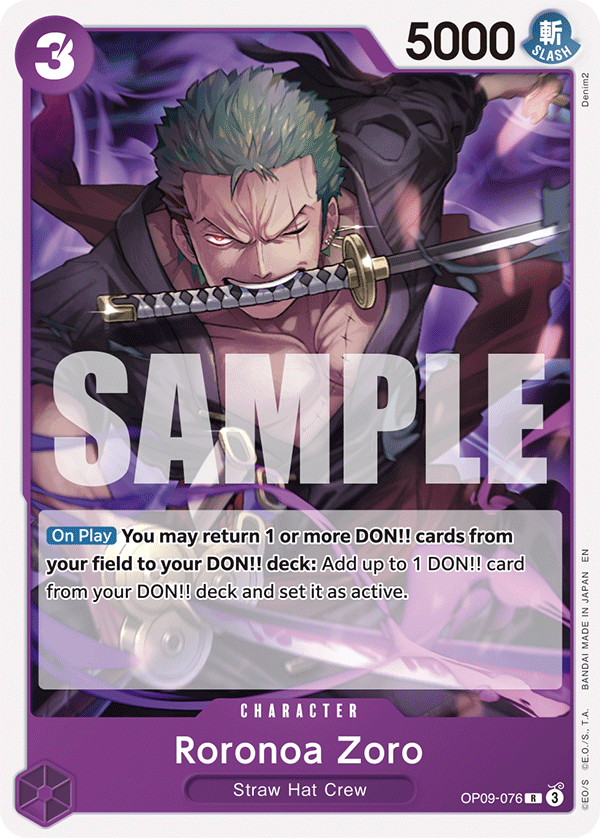 3
5000
斬
SLASH
Denim2
SAMPLE
On Play You may return 1 or more DON!! cards from
your field to your DON!! deck: Add up to 1 DON!! card
from your DON!! deck and set it as active.
CHARACTER
Roronoa Zoro
Straw Hat Crew
OP09-076 R 3
©E.O/S ©E.O./S., T.A. BANDAI MADE IN JAPAN EN